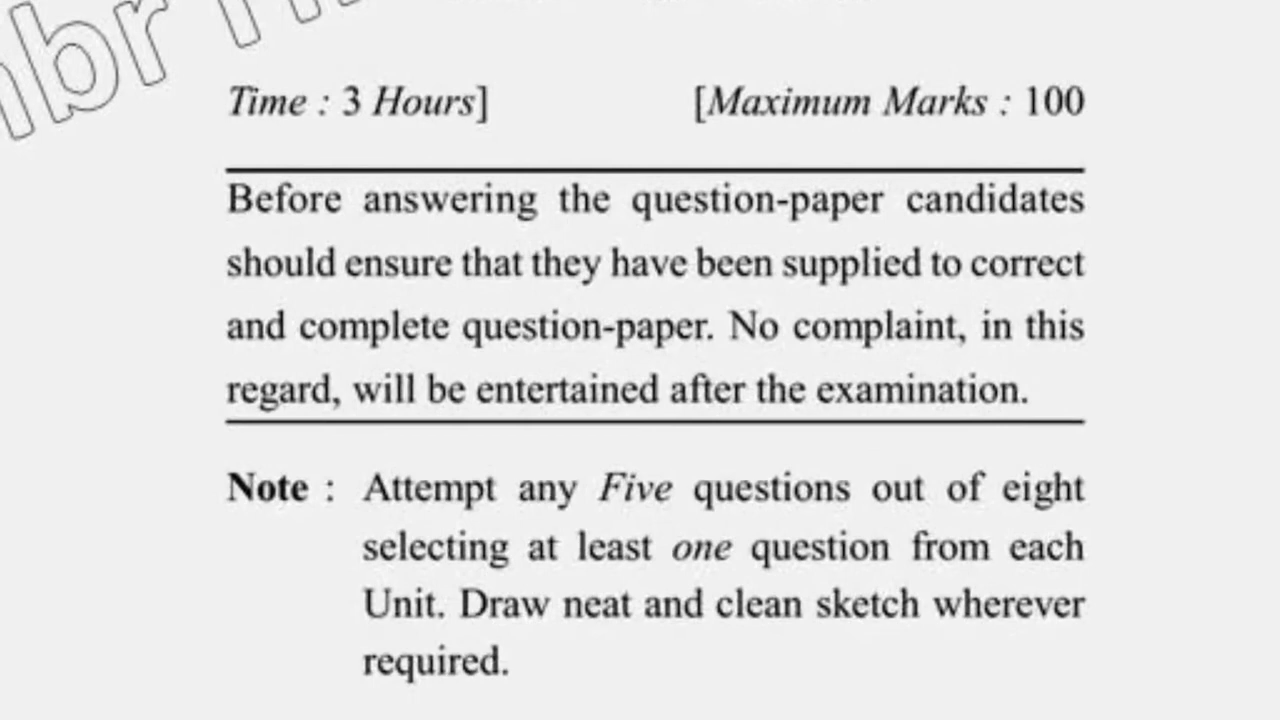 Time : 3 Hours] [Maximum Marks : 100
Before answering the question-paper candidates
should ensure that they have been supplied to correct
and complete question-paper. No complaint, in this
regard, will be entertained after the examination.
Note : Attempt any Five questions out of eight
selecting at least one question from each
Unit. Draw neat and clean sketch wherever
required.